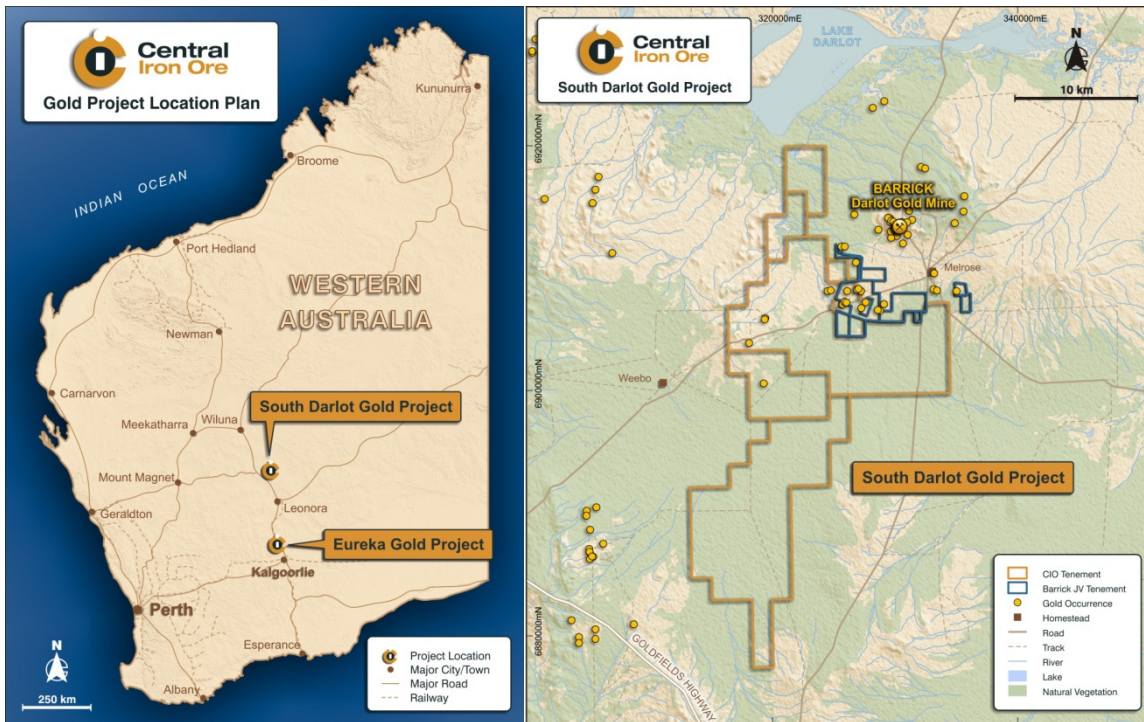 Central
Iron Ore
Gold Project Location Plan
Kununurra
Broome
INDIAN OCEAN
Port Hedland
WESTERN
AUSTRALIA
Newman
Carnarvon
South Darlot Gold Project
Meekatharra
Wiluna
Mount Magnet
Geraldton
Leonora
Eureka Gold Project
Kalgoorlie
Perth
Esperance
Albany
N
250 km
Project Location
Major City/Town
Major Road
Railway
Central
Iron Ore
South Darlot Gold Project
320000mE
340000mE
LAKE
DARLOT
N
10 km
6920000mN
BARRICK
Darlot Gold Mine
Melrose
Weebo
6900000mN
South Darlot Gold Project
6880000mN
GOLDFIELDS HIGHWAY
CIO Tenement
Barrick JV Tenement
Gold Occurrence
Homestead
Road
Track
River
Lake
Natural Vegetation